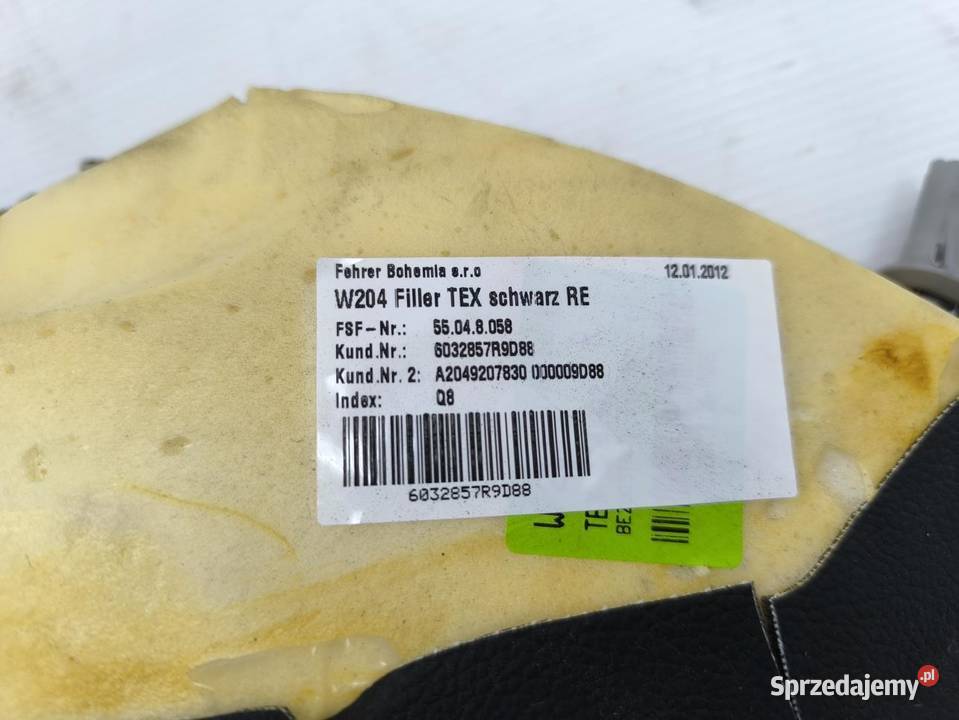 Fehrer Bohemia s.r.o 12.01.2012
W204 Filler TEX schwarz RE
FSF-Nr.: 55.04.8.058
Kund.Nr.: 6032857R9D88
Kund.Nr. 2: A2049207830 000009D88
Index: Q8
6032857R9D88
W
TE
BEZ
Sprzedajemy.pl